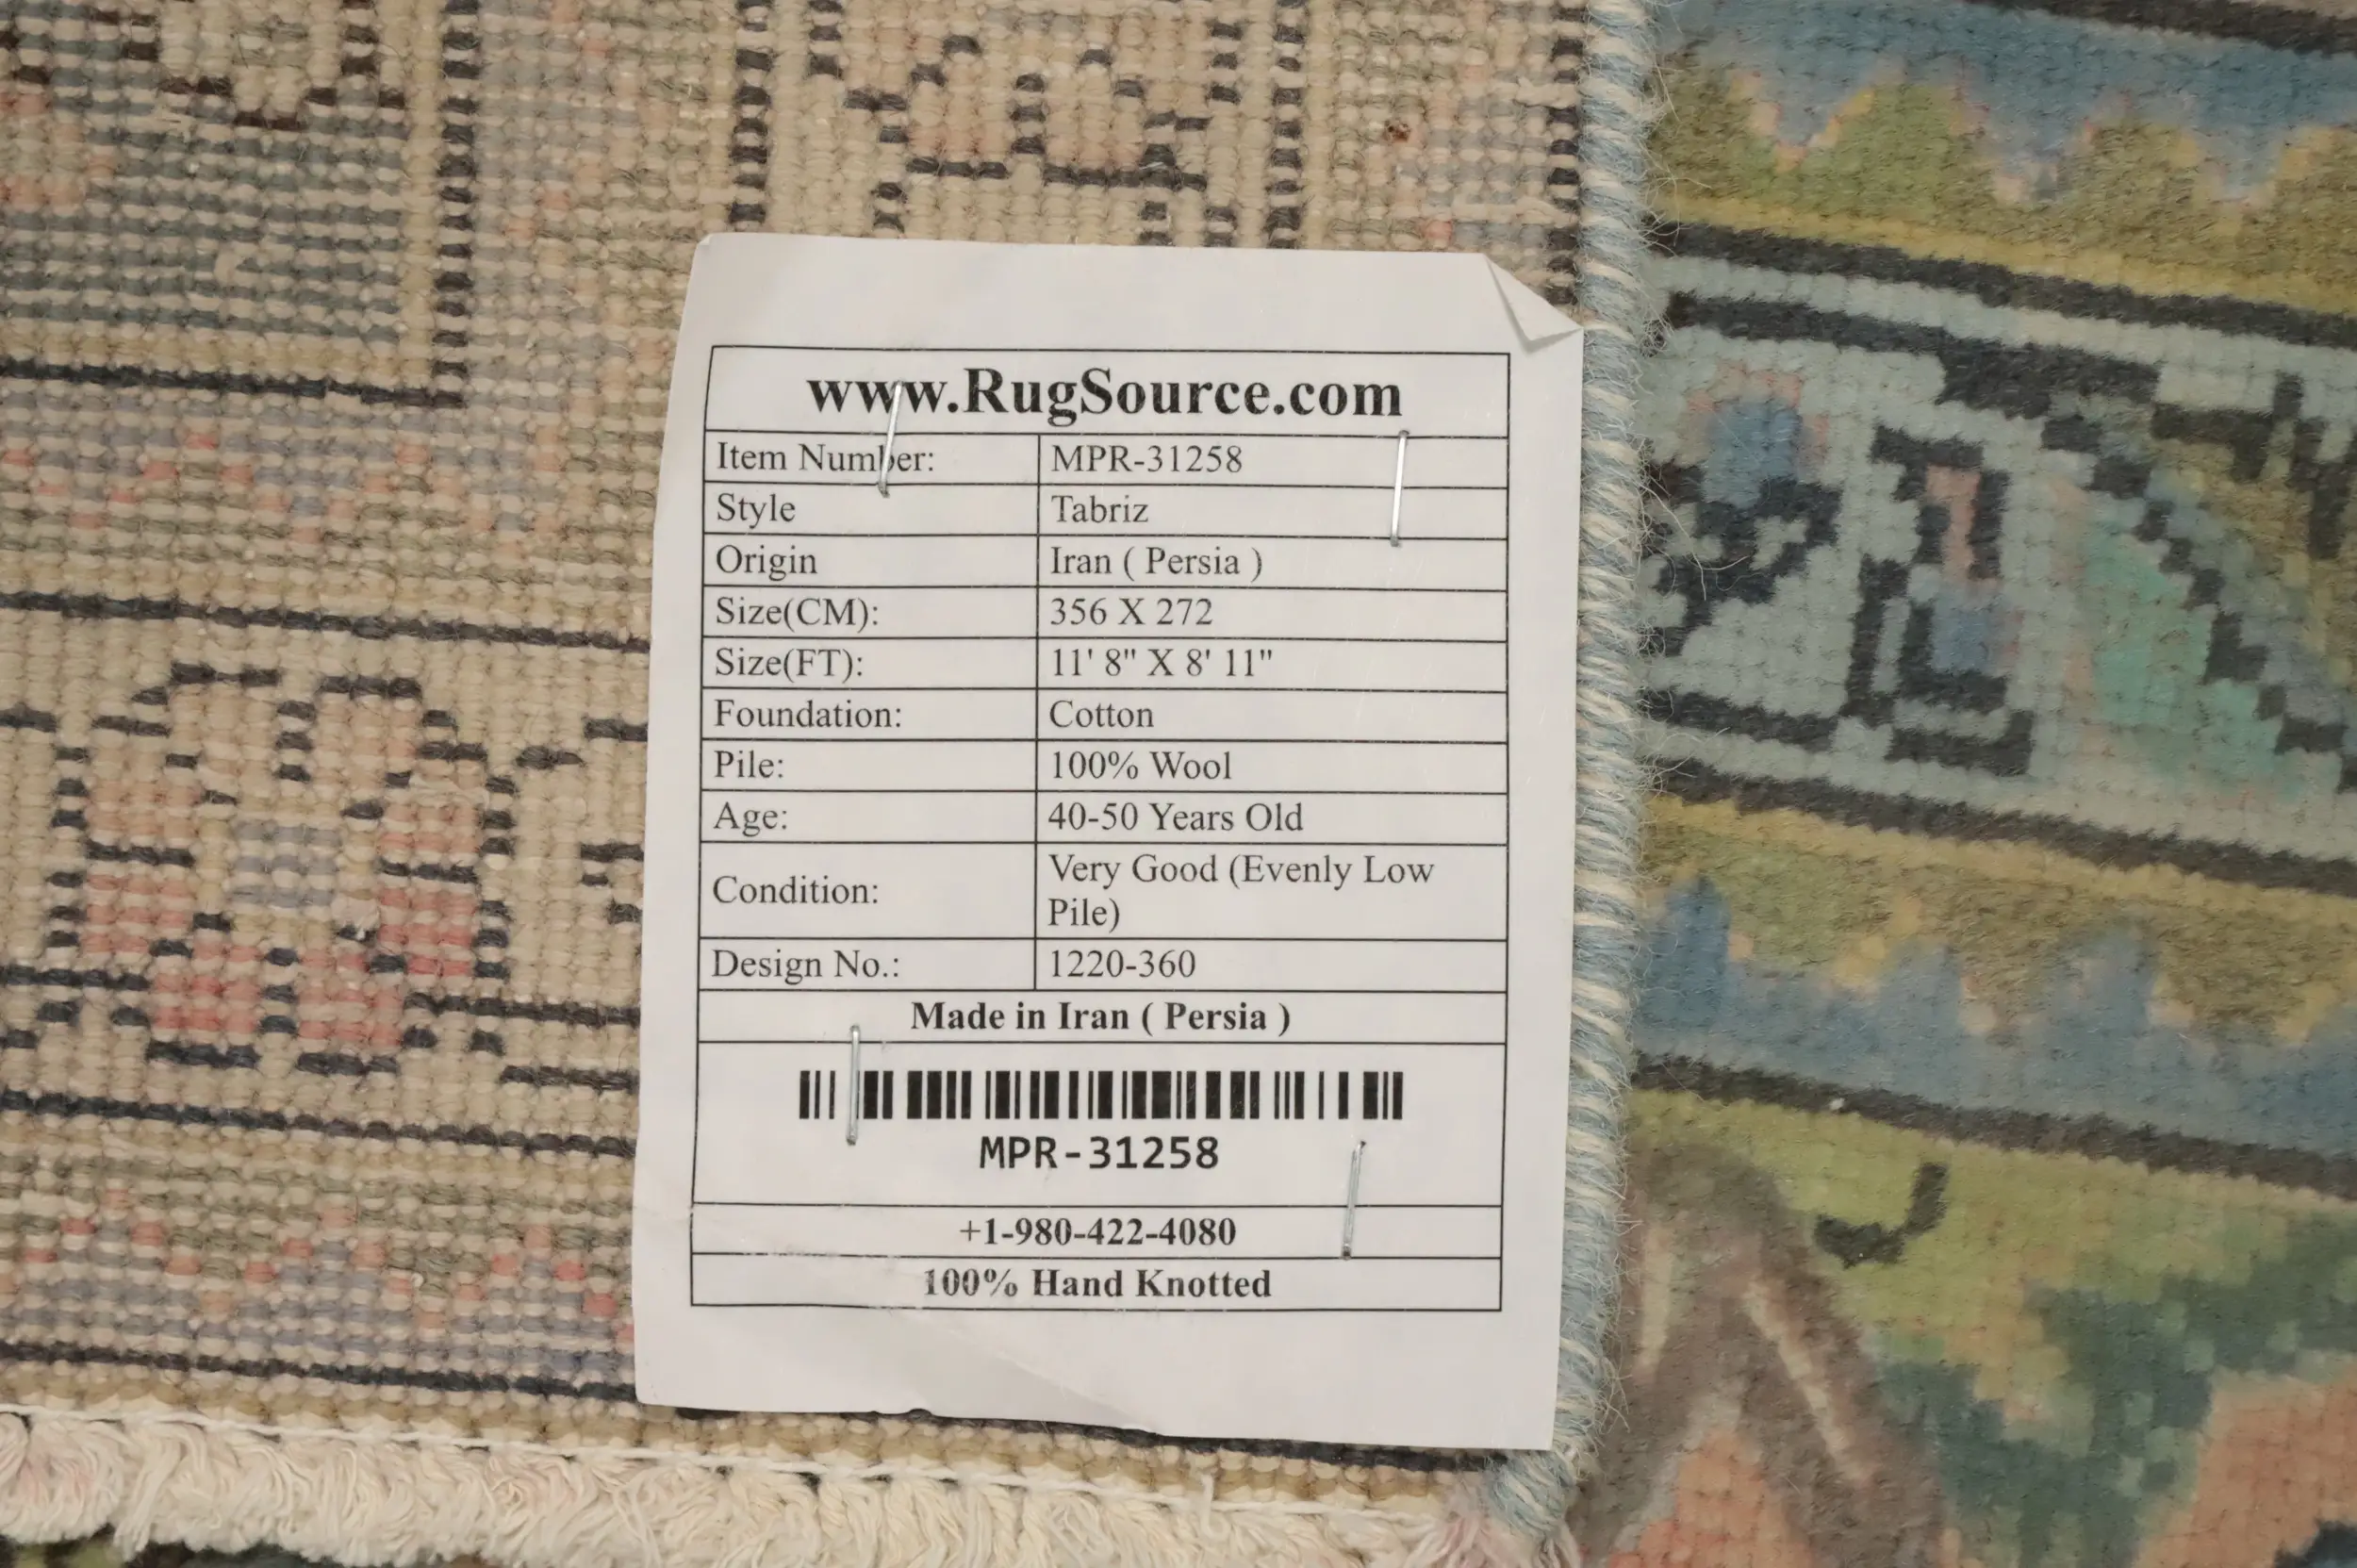 www.RugSource.com
Item Number: MPR-31258
Style Tabriz
Origin Iran ( Persia )
Size(CM): 356 X 272
Size(FT): 11' 8" X 8' 11"
Foundation: Cotton
Pile: 100% Wool
Age: 40-50 Years Old
Condition: Very Good (Evenly Low
Pile)
Design No.: 1220-360
Made in Iran ( Persia )
MPR-31258
+1-980-422-4080
100% Hand Knotted